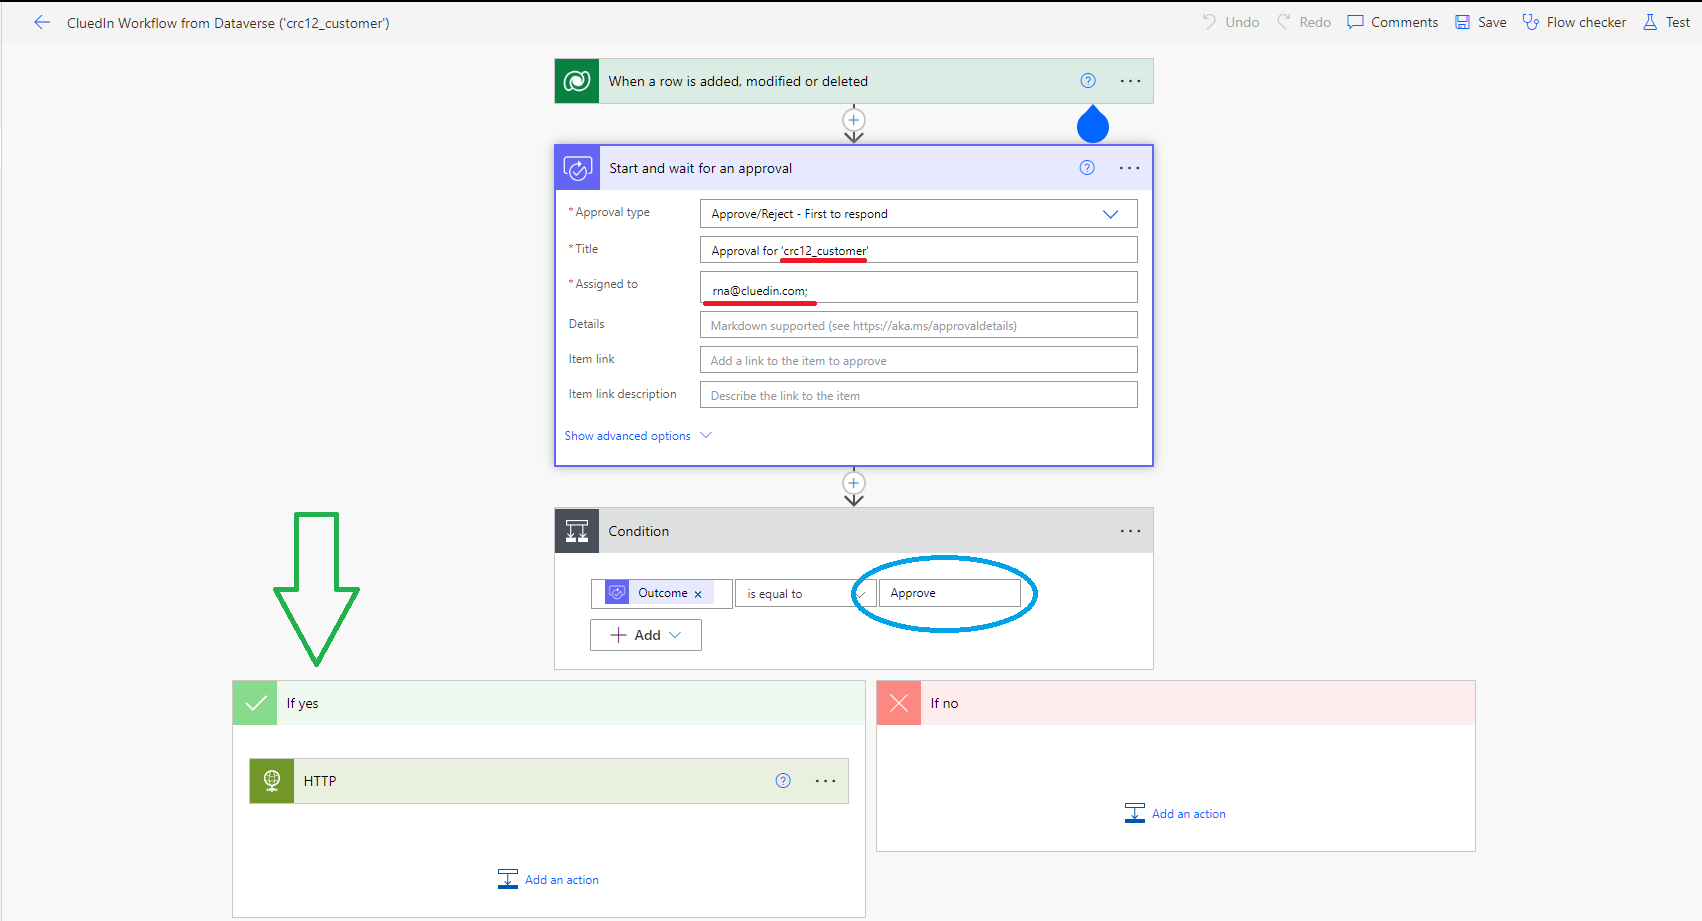 CluedIn Workflow from Dataverse ('crc12_customer')
Undo Redo Comments Save Flow checker Test
When a row is added, modified or deleted
Start and wait for an approval
*Approval type Approve/Reject - First to respond
*Title Approval for 'crc12_customer'
*Assigned to rna@cluedin.com;
Details Markdown supported (see https://aka.ms/approvaldetails)
Item link Add a link to the item to approve
Item link description Describe the link to the item
Show advanced options
Condition
Outcome × is equal to Approve
+ Add
If yes
If no
HTTP
Add an action
Add an action